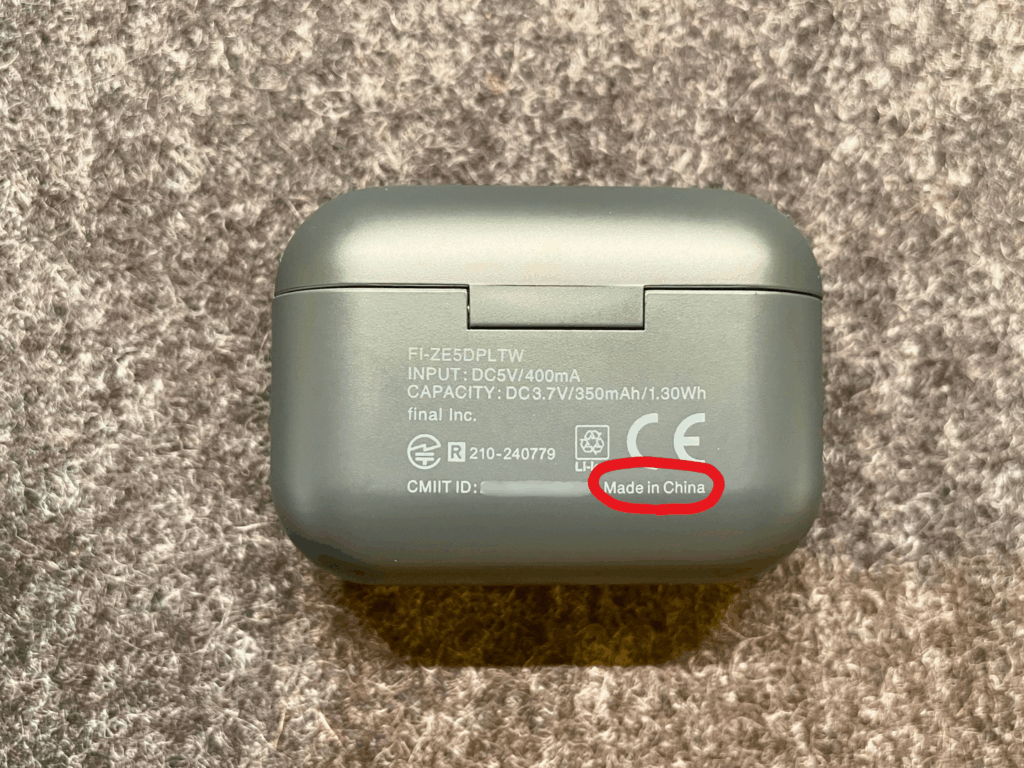 FI-ZE5DPLTW
INPUT: DC5V/400mA
CAPACITY: DC3.7V/350mAh/1.30Wh
final Inc.
R 210-240779
CE
CMIIT ID: Made in China